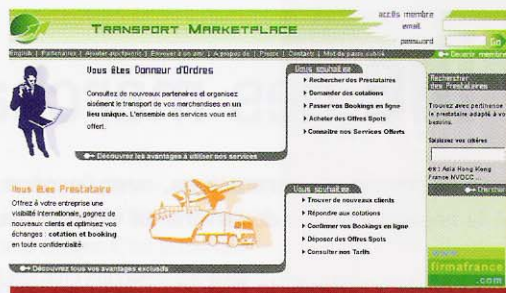 accès membre
email
TRANSPORT MARKETPLACE
password
Go
English | Partenaires | Ajouter aux favoris | Envoyer à un ami | A propos de | Presse | Contacts | Mot de passe oublié
Devenir membre
Vous êtes Donneur d'Ordres
Consultez de nouveaux partenaires et organisez
aisément le transport de vos marchandises en un
lieu unique. L'ensemble des services vous est
offert.
Découvrez les avantages à utiliser nos services
Vous souhaitez
Rechercher des Prestataires
Demander des cotations
Passer vos Bookings en ligne
Acheter des Offres Spots
Connaître nos Services Offerts
Rechercher
des Prestataires
Trouvez avec pertinence
le prestataire adapté à vos
besoins.
Saisissez vos critères
ex : Asia Hong Kong
France NVOCC ...
Chercher
Vous êtes Prestataire
Offrez à votre entreprise une
visibilité internationale, gagnez de
nouveaux clients et optimisez vos
échanges : cotation et booking
en toute confidentialité.
Découvrez tous vos avantages exclusifs
Vous souhaitez
Trouver de nouveaux clients
Répondre aux cotations
Confirmer vos Bookings en ligne
Déposer des Offres Spots
Consulter nos Tarifs
www.
firmafrance
.com